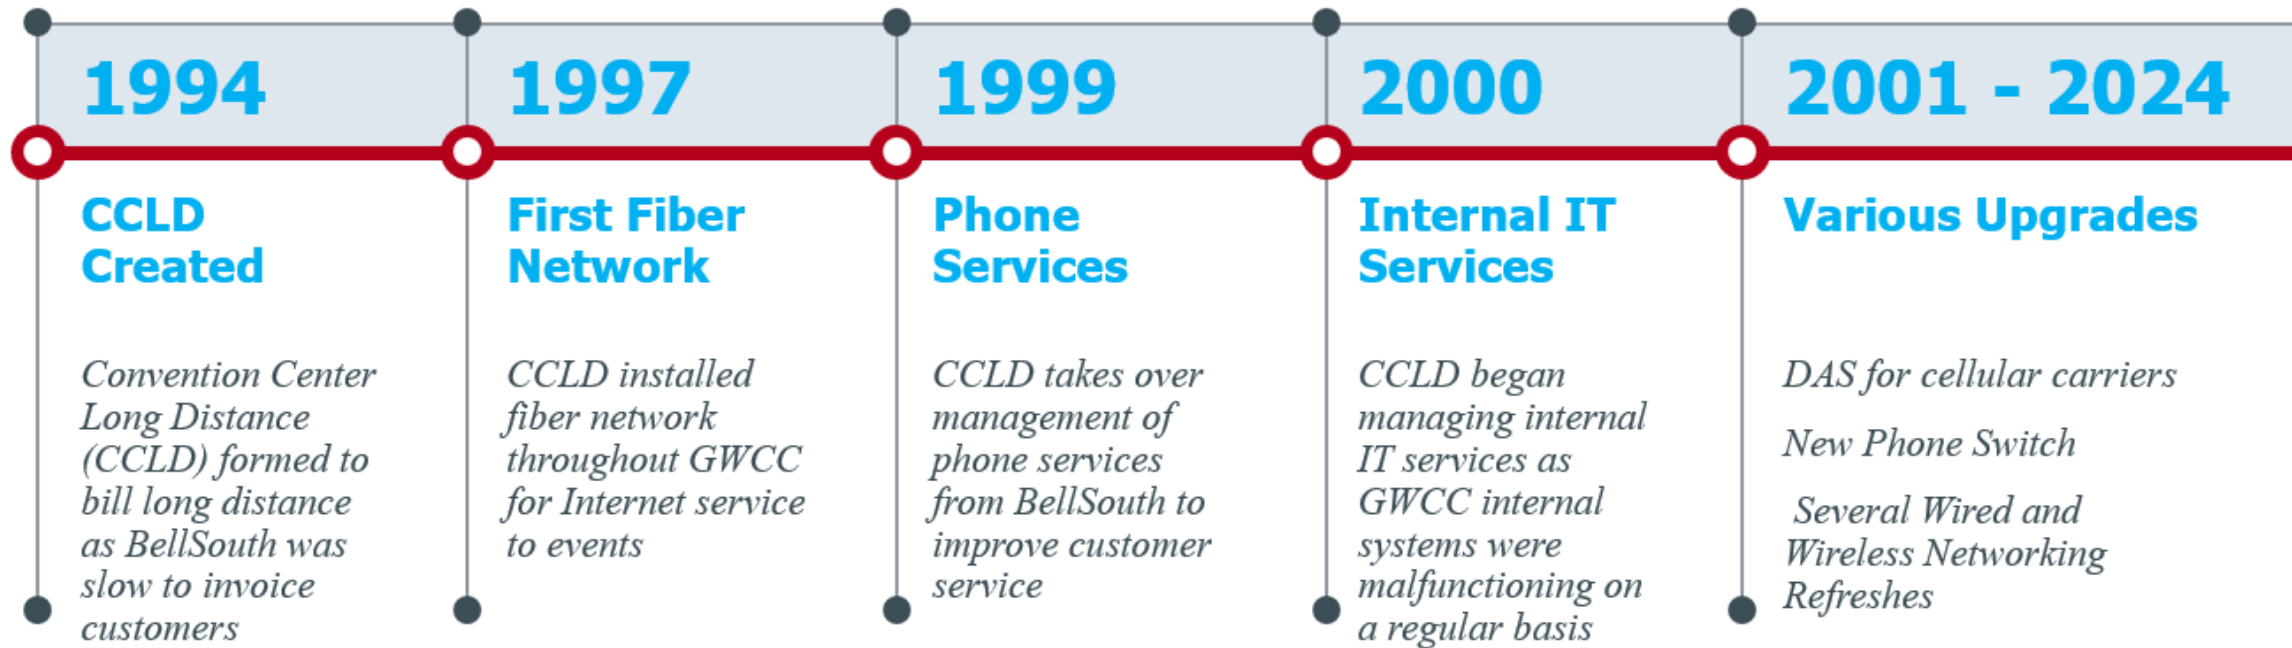 1994
CCLD
Created
Convention Center
Long Distance
(CCLD) formed to
bill long distance
as BellSouth was
slow to invoice
customers
1997
First Fiber
Network
CCLD installed
fiber network
throughout GWCC
for Internet service
to events
1999
Phone
Services
CCLD takes over
management of
phone services
from BellSouth to
improve customer
service
2000
Internal IT
Services
CCLD began
managing internal
IT services as
GWCC internal
systems were
malfunctioning on
a regular basis
2001 - 2024
Various Upgrades
DAS for cellular carriers
New Phone Switch
Several Wired and
Wireless Networking
Refreshes